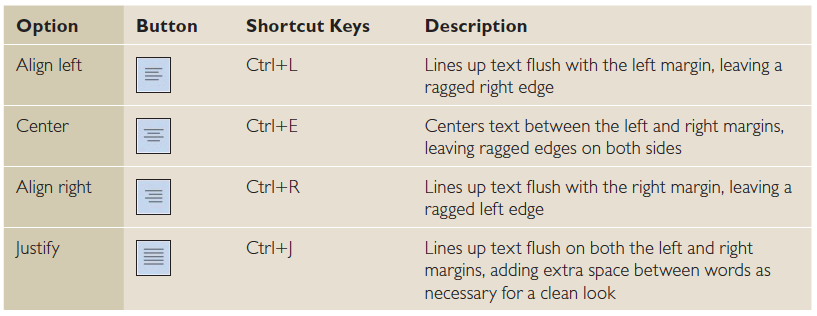 Option Button Shortcut Keys Description
Align left Ctrl+L Lines up text flush with the left margin, leaving a
ragged right edge
Center Ctrl+E Centers text between the left and right margins,
leaving ragged edges on both sides
Align right Ctrl+R Lines up text flush with the right margin, leaving a
ragged left edge
Justify Ctrl+J Lines up text flush on both the left and right
margins, adding extra space between words as
necessary for a clean look